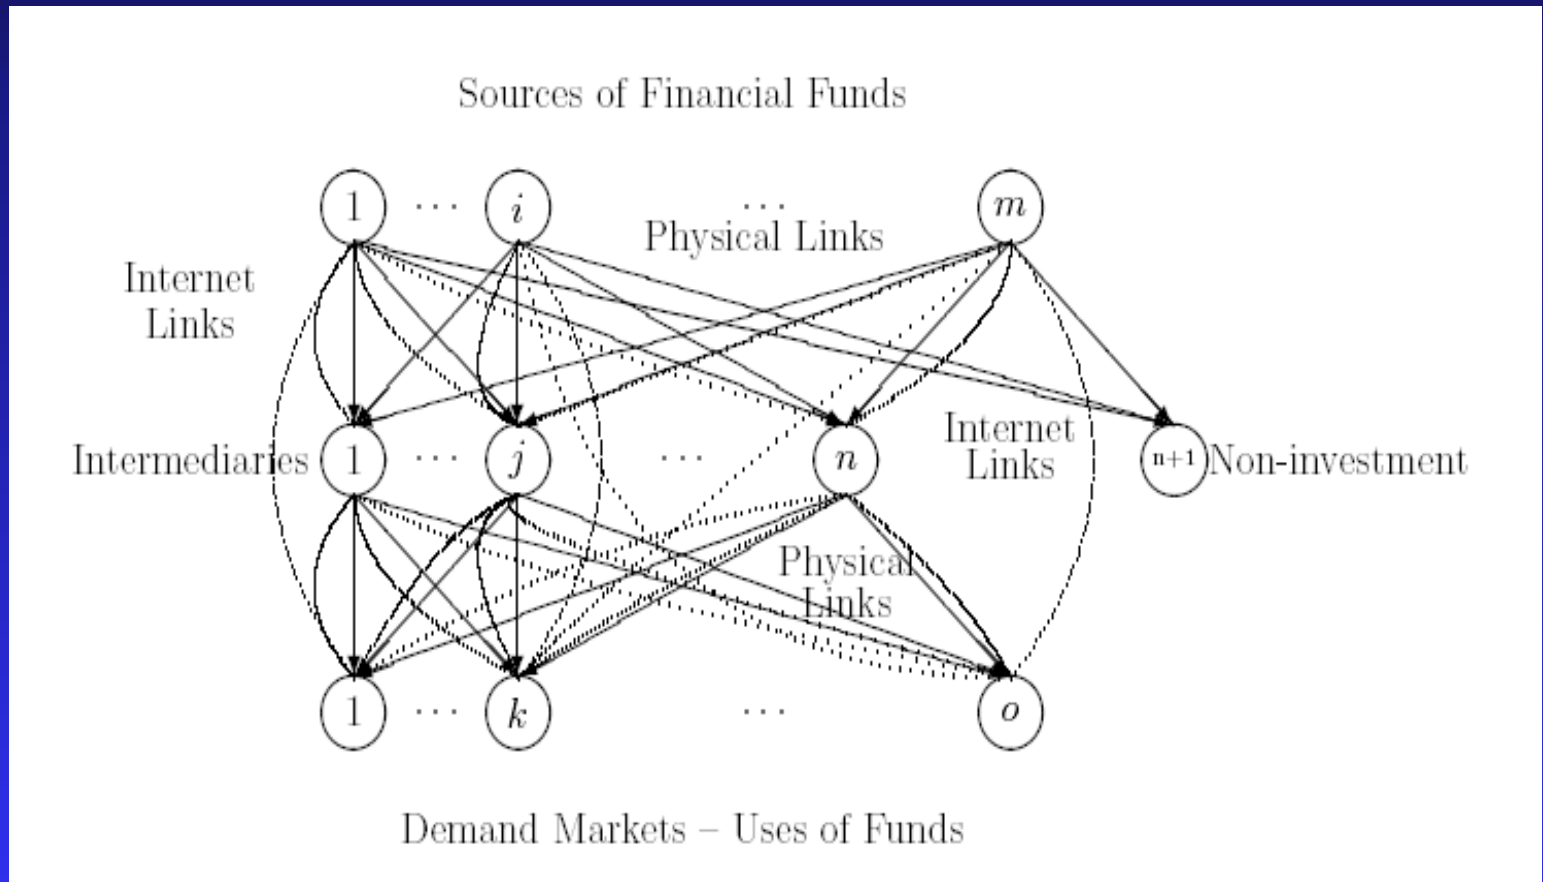 Sources of Financial Funds
1 ··· i ··· m
Physical Links
Internet
Links
Intermediaries 1 ··· j ··· n n+1 Non-investment
Internet
Links
Physical
Links
1 ··· k ··· o
Demand Markets – Uses of Funds